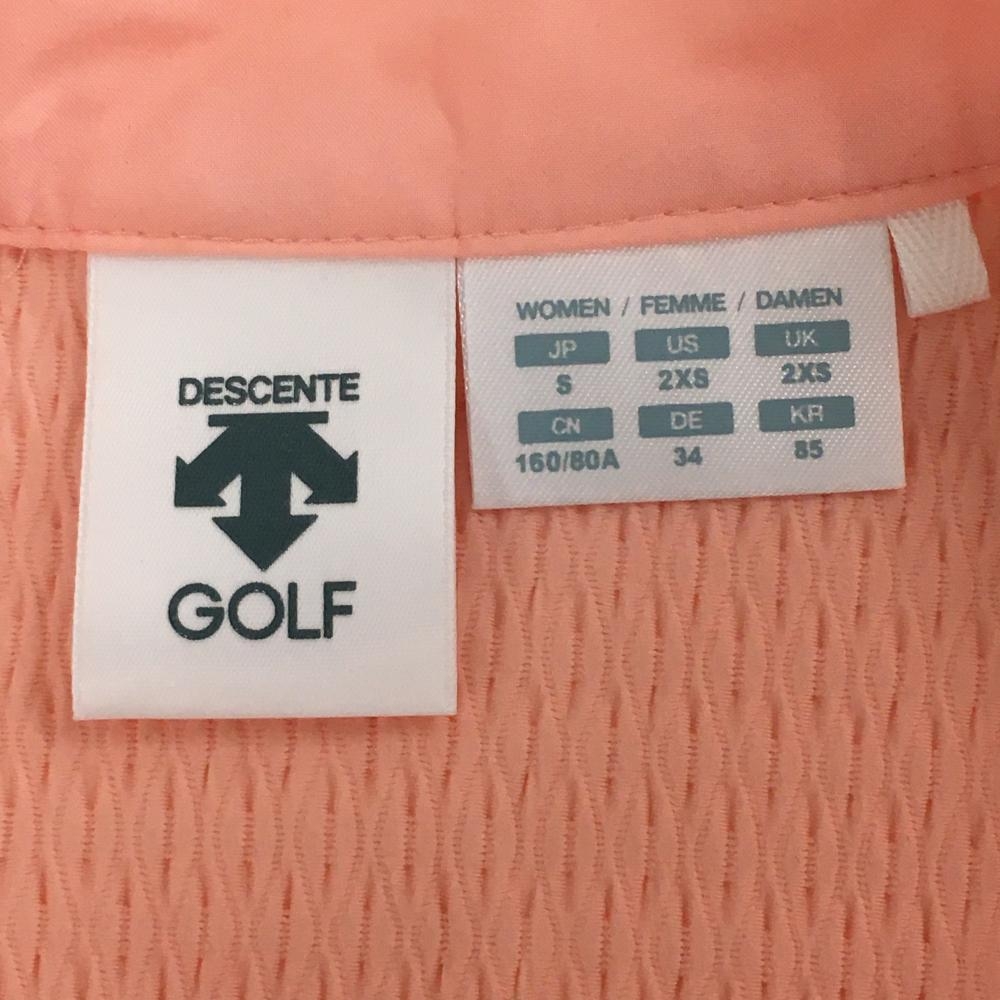 DESCENTE
GOLF
WOMEN / FEMME / DAMEN
JP US UK
S 2XS 2XS
CN DE KR
160/80A 34 85